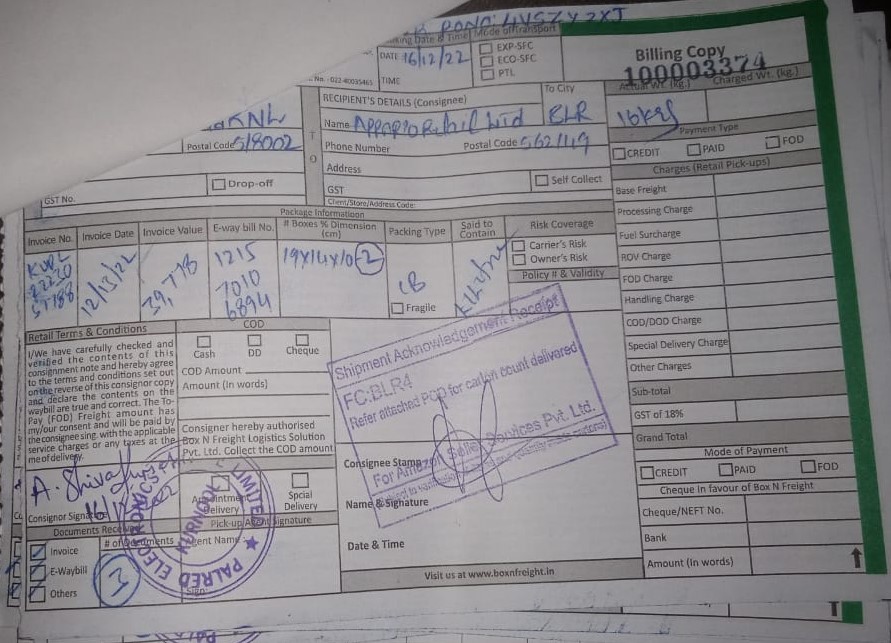 PONO: 4VSZYZXJ
king Date & Time
Mode of Transport
DATE 16/12/22
EXP-SFC
ECO-SFC
PTL
TIME
No.: 022-40035465
Billing Copy
100003374
Actual Wt. (kg.)
Charged Wt. (kg.)
16kgs
RECIPIENT'S DETAILS (Consignee)
To City
BLR
KNL
Name
Postal Code 518002
Phone Number
Postal Code 562149
TO
Address
Drop-off
GST
Self Collect
GST No.
Client/Store/Address Code:
Payment Type
CREDIT
PAID
FOD
Charges (Retail Pick-ups)
Base Freight
Processing Charge
Fuel Surcharge
ROV Charge
FOD Charge
Handling Charge
COD/DOD Charge
Special Delivery Charge
Other Charges
Sub-total
GST of 18%
Grand Total
Mode of Payment
CREDIT
PAID
FOD
Cheque in favour of Box N Freight
Cheque/NEFT No.
Bank
Amount (In words)
Package Information
Invoice No.
Invoice Date
Invoice Value
E-way bill No.
# Boxes % Dimension (cm)
Packing Type
Said to Contain
Risk Coverage
12/13/22
39,778
1215
7010
6894
19X14X10-2
CB
Fragile
Carrier's Risk
Owner's Risk
Policy # & Validity
Retail Terms & Conditions
I/We have carefully checked and
verified the contents of this
consignment note and hereby agree
to the terms and conditions set out
on the reverse of this consignor copy
and declare the contents on the
waybill are true and correct. The To
Pay (FOD) Freight amount has
my/our consent and will be paid by
the consignee sing, with the applicable
service charges or any taxes at the
me of delivery.
COD
Cash
DD
Cheque
COD Amount
Amount (In words)
Consigner hereby authorised
Box N Freight Logistics Solution
Pvt. Ltd. Collect the COD amount
Shipment Acknowledgement Receipt
FC:BLR4
Refer attached POD for carton count delivered
For Amazon Seller Services Pvt. Ltd.
Consignee Stamp
Name & Signature
Date & Time
A. Shiva
Consignor Signature
Appointment Delivery
Spcial Delivery
Pick-up Agent Signature
Agent Name
Documents Received
# of Documents
Invoice
E-Waybill
Others
3
PALRED ELECTRONICS PRIVATE LIMITED
KURNOOL
Sign:
Visit us at www.boxnfreight.in